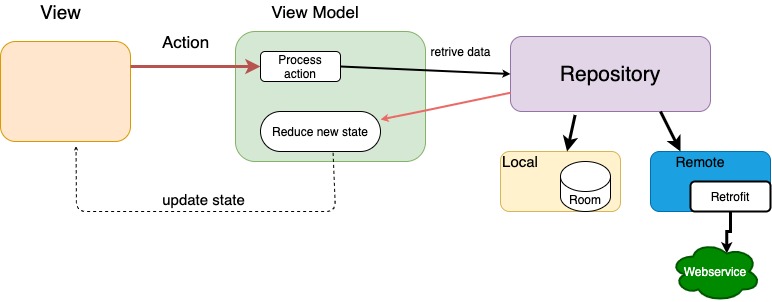 View
View Model
Action
Process
action
retrive data
Repository
Reduce new state
Local
Room
Remote
Retrofit
update state
Webservice